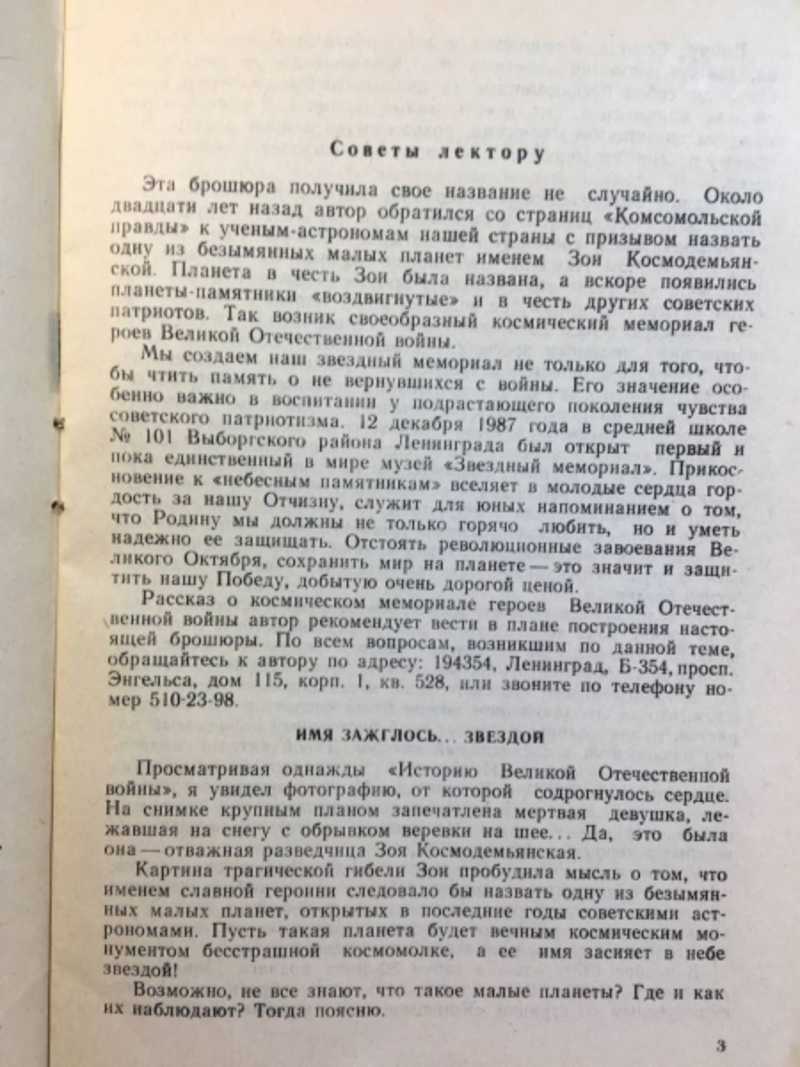 Советы лектору
Эта брошюра получила свое название не случайно. Около
двадцати лет назад автор обратился со страниц «Комсомольской
правды» к ученым-астрономам нашей страны с призывом назвать
одну из безымянных малых планет именем Зои Космодемьян-
ской. Планета в честь Зои была названа, а вскоре появились
планеты-памятники «воздвигнутые» и в честь других советских
патриотов. Так возник своеобразный космический мемориал ге-
роев Великой Отечественной войны.
Мы создаем наш звездный мемориал не только для того, что-
бы чтить память о не вернувшихся с войны. Его значение осо-
бенно важно в воспитании у подрастающего поколения чувства
советского патриотизма. 12 декабря 1987 года в средней школе
№ 101 Выборгского района Ленинграда был открыт первый и
пока единственный в мире музей «Звездный мемориал». Прикос-
новение к «небесным памятникам» вселяет в молодые сердца гор-
дость за нашу Отчизну, служит для юных напоминанием о том,
что Родину мы должны не только горячо любить, но и уметь
надежно ее защищать. Отстоять революционные завоевания Ве-
ликого Октября, сохранить мир на планете — это значит и защи-
тить нашу Победу, добытую очень дорогой ценой.
Рассказ о космическом мемориале героев Великой Отечест-
венной войны автор рекомендует вести в плане построения насто-
ящей брошюры. По всем вопросам, возникшим по данной теме,
обращайтесь к автору по адресу: 194354, Ленинград, Б-354, просп.
Энгельса, дом 115, корп. 1, кв. 528, или звоните по телефону но-
мер 510-23-98.
ИМЯ ЗАЖГЛОСЬ... ЗВЕЗДОЙ
Просматривая однажды «Историю Великой Отечественной
войны», я увидел фотографию, от которой содрогнулось сердце.
На снимке крупным планом запечатлена мертвая девушка, ле-
жавшая на снегу с обрывком веревки на шее... Да, это была
она — отважная разведчица Зоя Космодемьянская.
Картина трагической гибели Зои пробудила мысль о том, что
именем славной героини следовало бы назвать одну из безымян-
ных малых планет, открытых в последние годы советскими аст-
рономами. Пусть такая планета будет вечным космическим мо-
нументом бесстрашной космомолке, а ее имя засияет в небе
звездой!
Возможно, не все знают, что такое малые планеты? Где и как
их наблюдают? Тогда поясню.
3